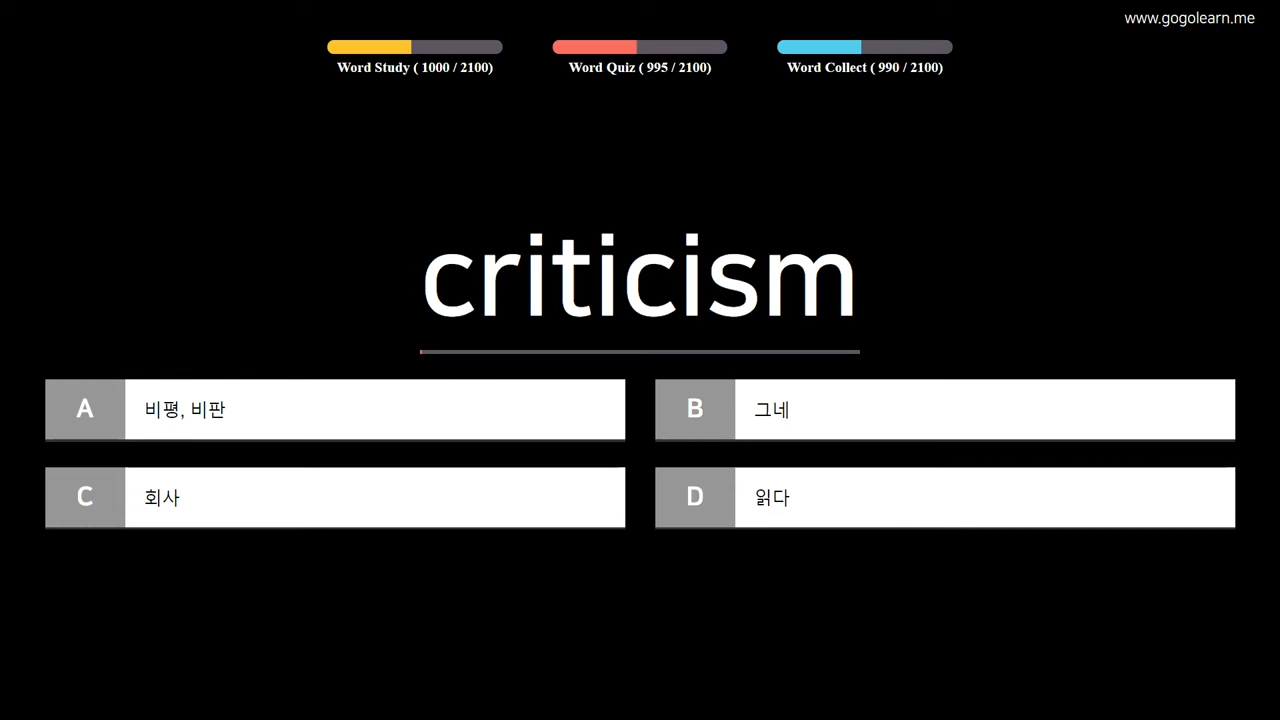 www.gogolearn.me
Word Study ( 1000 / 2100)
Word Quiz ( 995 / 2100)
Word Collect ( 990 / 2100)
criticism
A 비평, 비판
B 그네
C 회사
D 읽다